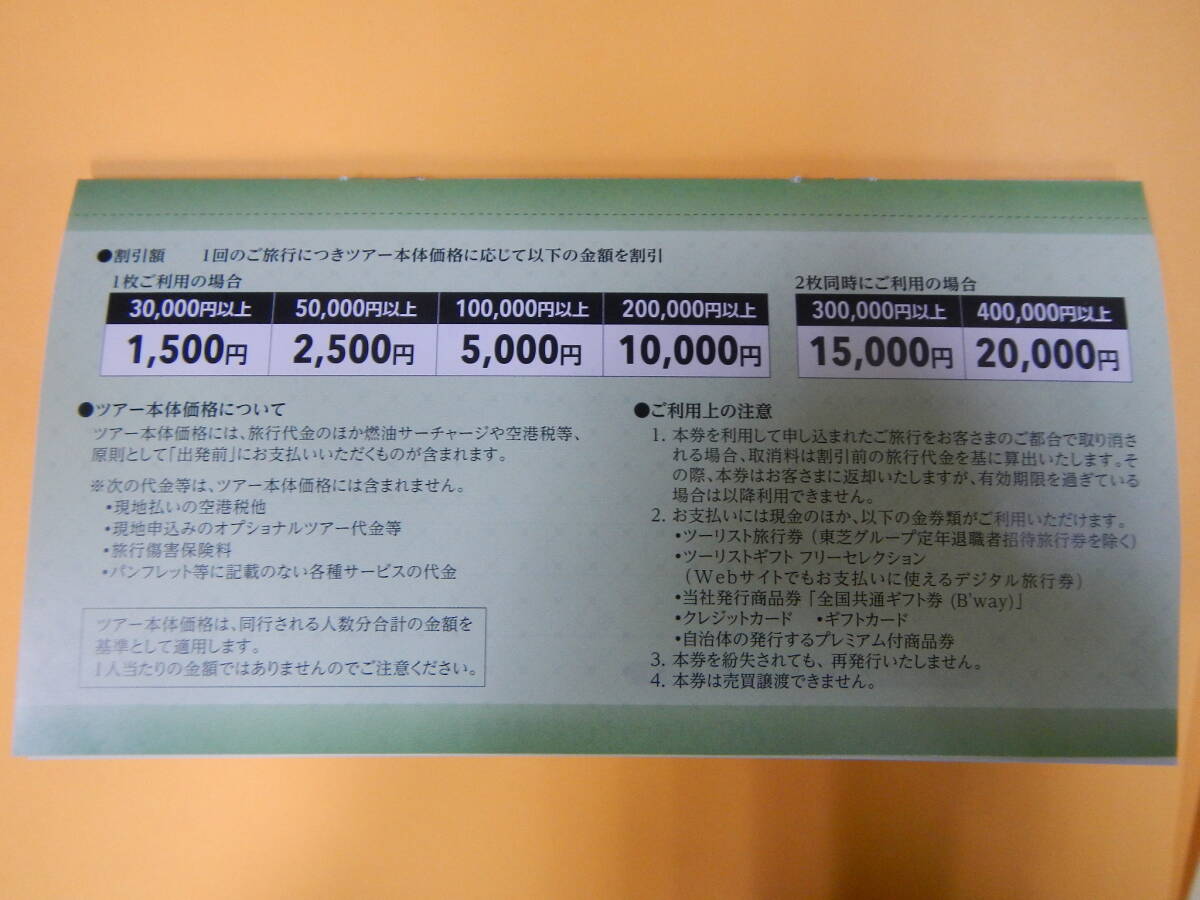 ●割引額　1回のご旅行につきツアー本体価格に応じて以下の金額を割引
1枚ご利用の場合
30,000円以上 50,000円以上 100,000円以上 200,000円以上
1,500円 2,500円 5,000円 10,000円
2枚同時にご利用の場合
300,000円以上 400,000円以上
15,000円 20,000円
●ツアー本体価格について
ツアー本体価格には、旅行代金のほか燃油サーチャージや空港税等、
原則として「出発前」にお支払いいただくものが含まれます。
※次の代金等は、ツアー本体価格には含まれません。
・現地払いの空港税他
・現地申込みのオプショナルツアー代金等
・旅行傷害保険料
・パンフレット等に記載のない各種サービスの代金
ツアー本体価格は、同行される人数分合計の金額を
基準として適用します。
1人当たりの金額ではありませんのでご注意ください。
●ご利用上の注意
1. 本券を利用して申し込まれたご旅行をお客さまのご都合で取り消さ
れる場合、取消料は割引前の旅行代金を基に算出いたします。そ
の際、本券はお客さまに返却いたしますが、有効期限を過ぎている
場合は以降利用できません。
2. お支払いには現金のほか、以下の金券類がご利用いただけます。
・ツーリスト旅行券（東芝グループ定年退職者招待旅行券を除く）
・ツーリストギフト フリーセレクション
（Webサイトでもお支払いに使えるデジタル旅行券）
・当社発行商品券「全国共通ギフト券 (B'way)」
・クレジットカード　・ギフトカード
・自治体の発行するプレミアム付商品券
3. 本券を紛失されても、再発行いたしません。
4. 本券は売買譲渡できません。